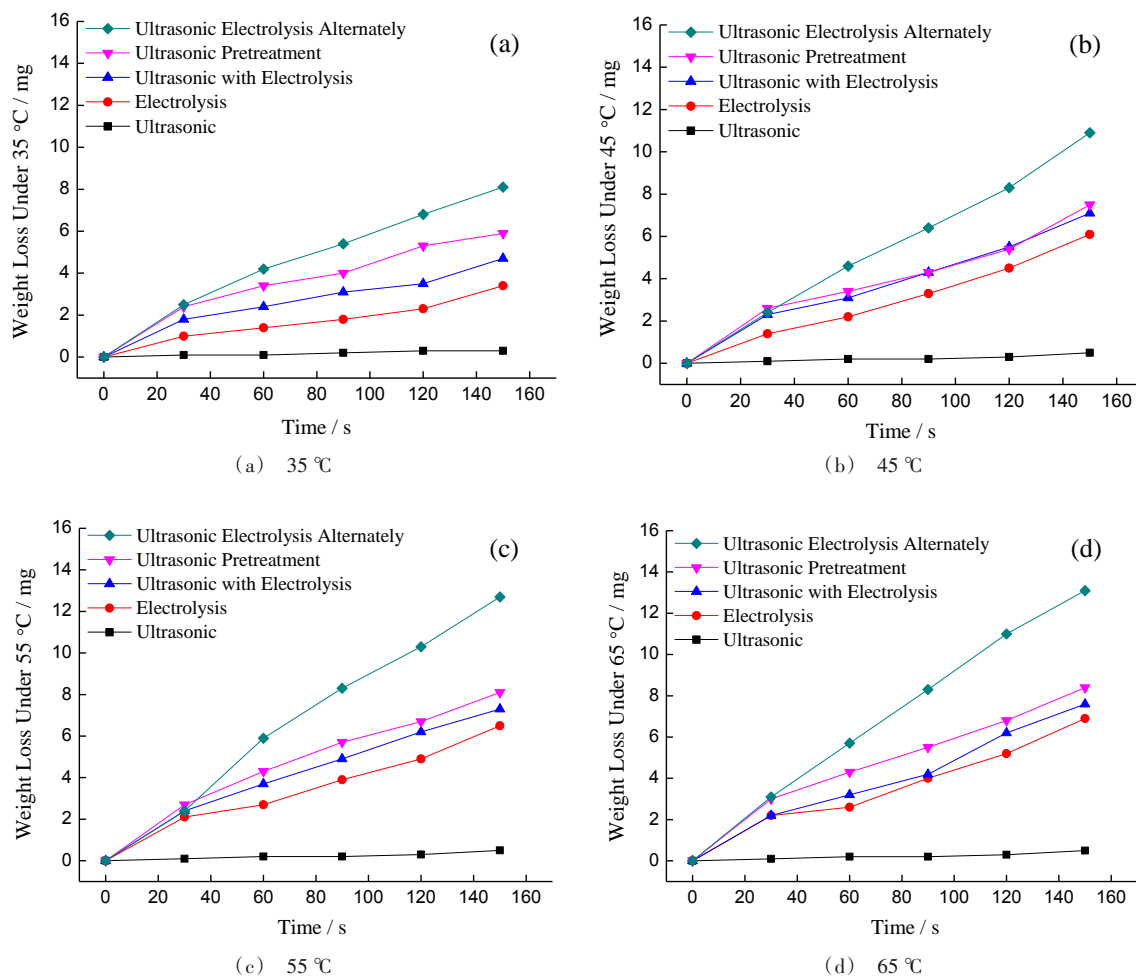 16
14
12
10
8
6
4
2
0
Weight Loss Under 35 °C / mg
Ultrasonic Electrolysis Alternately
Ultrasonic Pretreatment
Ultrasonic with Electrolysis
Electrolysis
Ultrasonic
(a)
0 20 40 60 80 100 120 140 160
Time / s
(a) 35 ℃
16
14
12
10
8
6
4
2
0
Weight Loss Under 45 °C / mg
Ultrasonic Electrolysis Alternately
Ultrasonic Pretreatment
Ultrasonic with Electrolysis
Electrolysis
Ultrasonic
(b)
0 20 40 60 80 100 120 140 160
Time / s
(b) 45 ℃
16
14
12
10
8
6
4
2
0
Weight Loss Under 55 °C / mg
Ultrasonic Electrolysis Alternately
Ultrasonic Pretreatment
Ultrasonic with Electrolysis
Electrolysis
Ultrasonic
(c)
0 20 40 60 80 100 120 140 160
Time / s
(c) 55 ℃
16
14
12
10
8
6
4
2
0
Weight Loss Under 65 °C / mg
Ultrasonic Electrolysis Alternately
Ultrasonic Pretreatment
Ultrasonic with Electrolysis
Electrolysis
Ultrasonic
(d)
0 20 40 60 80 100 120 140 160
Time / s
(d) 65 ℃